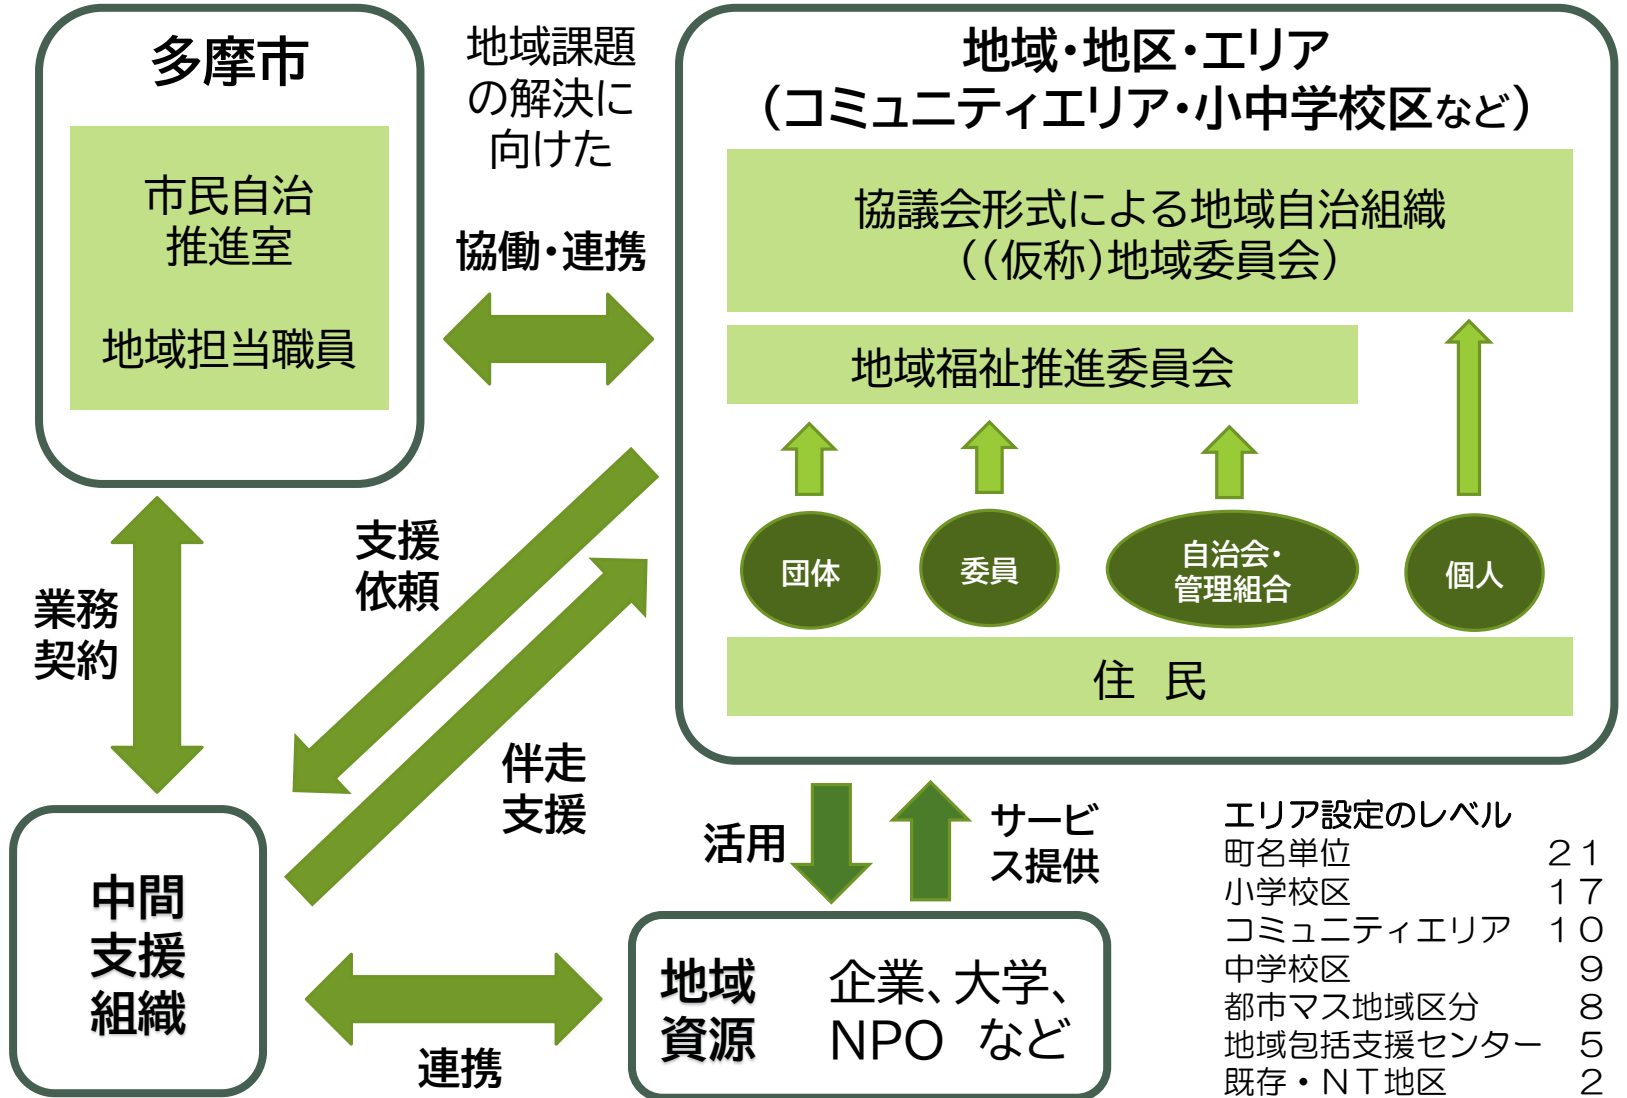 多摩市
市民自治
推進室
地域担当職員
地域課題
の解決に
向けた
協働・連携
地域・地区・エリア
（コミュニティエリア・小中学校区など）
協議会形式による地域自治組織
（（仮称）地域委員会）
地域福祉推進委員会
団体
委員
自治会・
管理組合
個人
住 民
支援
依頼
業務
契約
伴走
支援
活用
サービ
ス提供
中間
支援
組織
連携
地域
資源
企業、大学、
NPO など
エリア設定のレベル
町名単位 ２１
小学校区 １７
コミュニティエリア １０
中学校区 ９
都市マス地域区分 ８
地域包括支援センター ５
既存・ＮＴ地区 ２